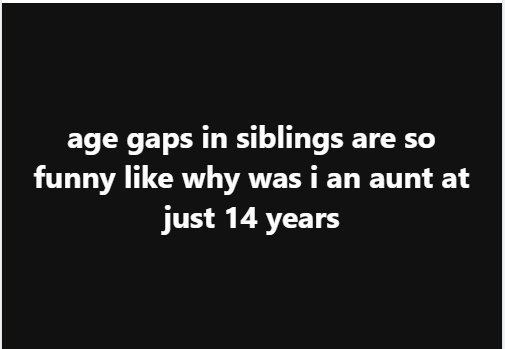 age gaps in siblings are so
funny like why was i an aunt at
just 14 years